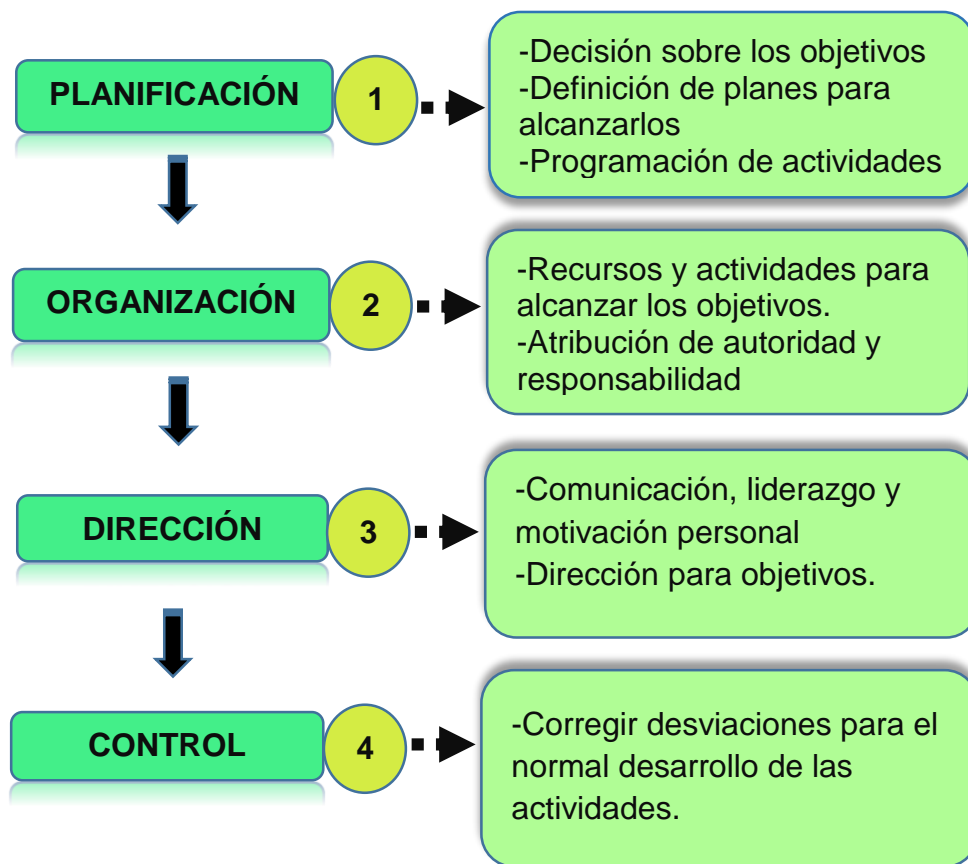 PLANIFICACIÓN
1
-Decisión sobre los objetivos
-Definición de planes para
alcanzarlos
-Programación de actividades
ORGANIZACIÓN
2
-Recursos y actividades para
alcanzar los objetivos.
-Atribución de autoridad y
responsabilidad
DIRECCIÓN
3
-Comunicación, liderazgo y
motivación personal
-Dirección para objetivos.
CONTROL
4
-Corregir desviaciones para el
normal desarrollo de las
actividades.